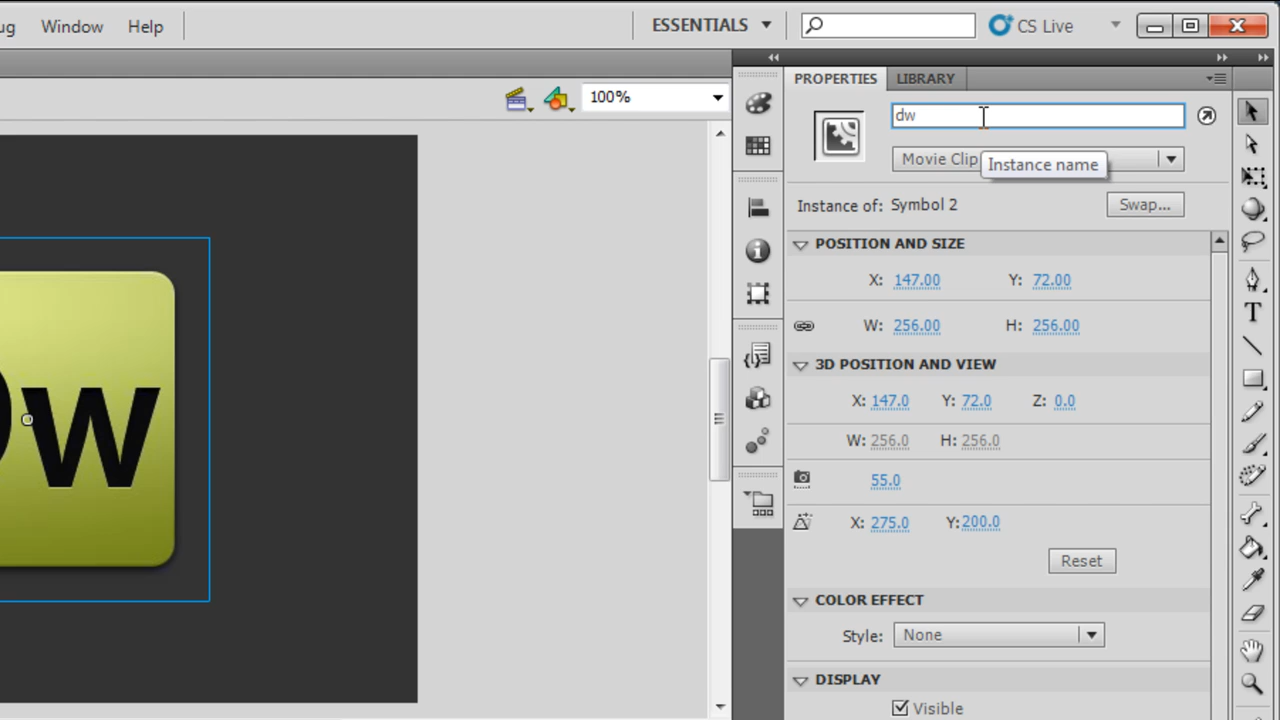 ug Window Help
ESSENTIALS
CS Live
PROPERTIES LIBRARY
100%
dw
Movie Clip
Instance name
Instance of: Symbol 2
Swap...
POSITION AND SIZE
X: 147.00 Y: 72.00
W: 256.00 H: 256.00
3D POSITION AND VIEW
X: 147.0 Y: 72.0 Z: 0.0
W: 256.0 H: 256.0
55.0
X: 275.0 Y: 200.0
Reset
COLOR EFFECT
Style: None
DISPLAY
Visible
w